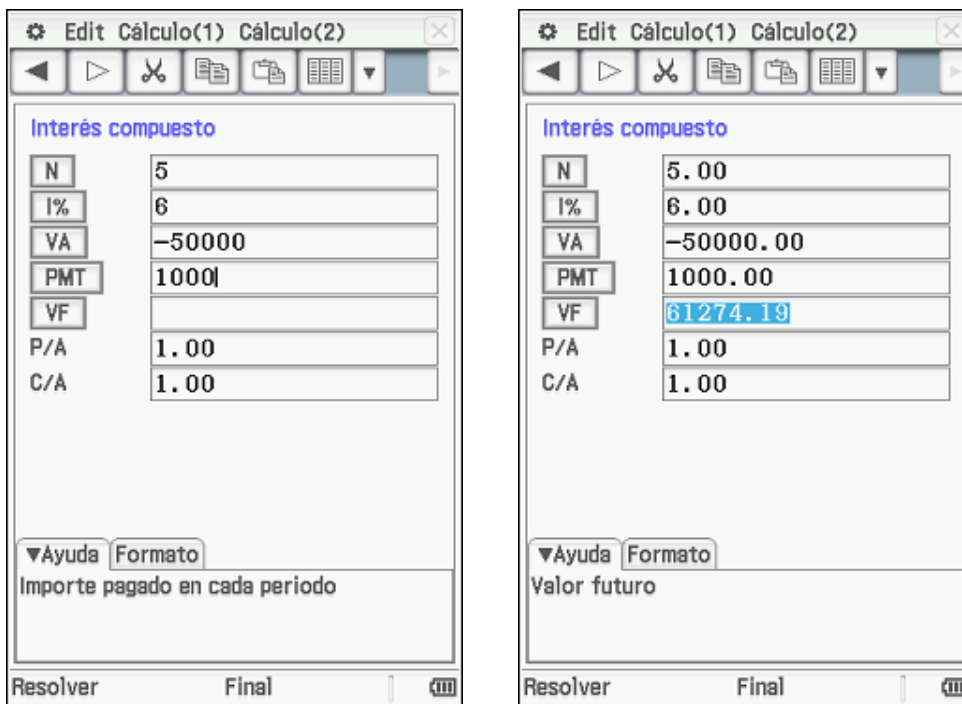 Edit Cálculo(1) Cálculo(2)
Interés compuesto
N 5
I% 6
VA -50000
PMT 1000
VF
P/A 1.00
C/A 1.00
▼Ayuda Formato
Importe pagado en cada periodo
Resolver Final
Edit Cálculo(1) Cálculo(2)
Interés compuesto
N 5.00
I% 6.00
VA -50000.00
PMT 1000.00
VF 61274.19
P/A 1.00
C/A 1.00
▼Ayuda Formato
Valor futuro
Resolver Final